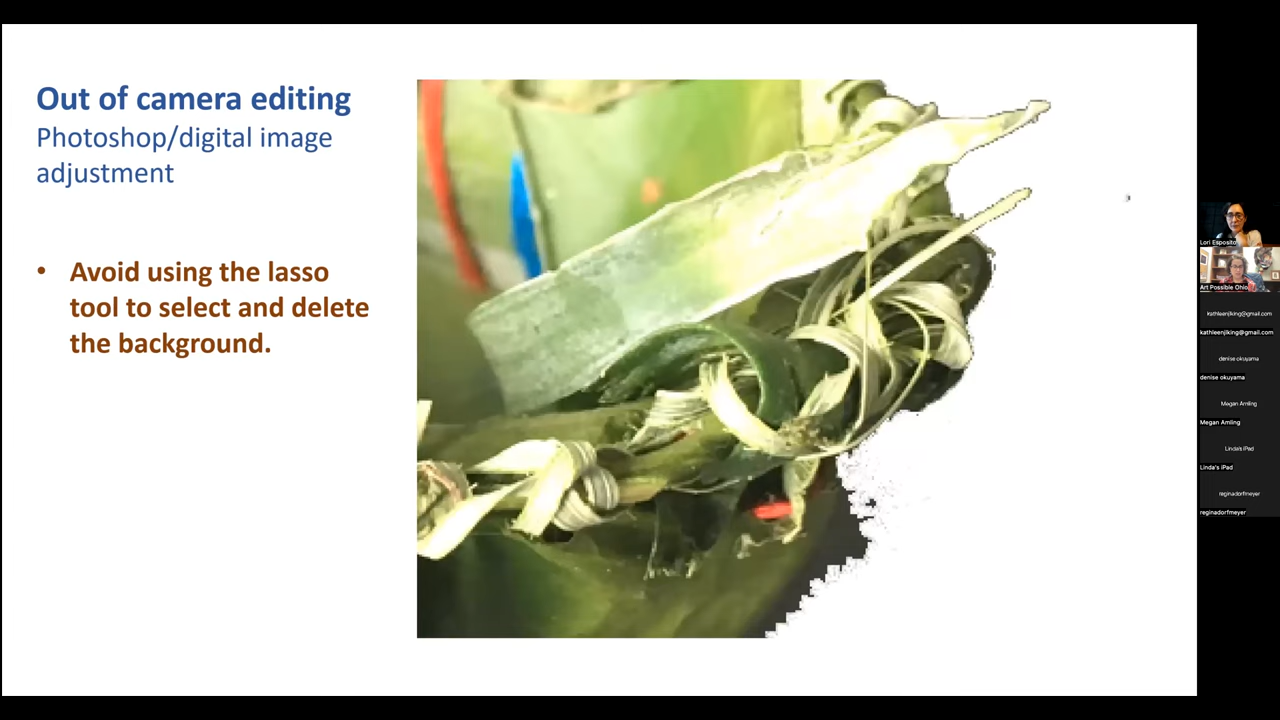 Out of camera editing
Photoshop/digital image
adjustment
• Avoid using the lasso
tool to select and delete
the background.
Lori Esposito
Art Possible Ohio
kathleenjlking@gmail.com
kathleenjlking@gmail.com
denise okuyama
denise okuyama
Megan Amling
Megan Amling
Linda's iPad
Linda's iPad
reginadorfmeyer
reginadorfmeyer